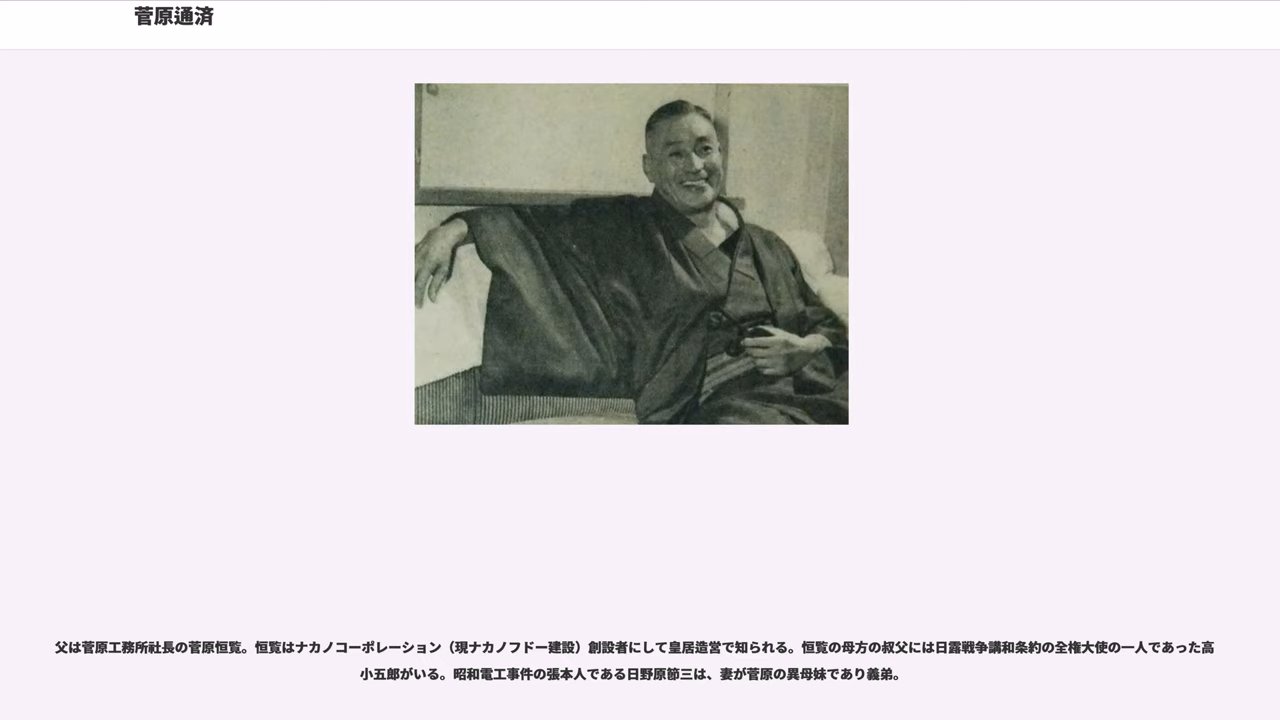 菅原通済
父は菅原工務所社長の菅原恒覧。恒覧はナカノコーポレーション（現ナカノフドー建設）創設者にして皇居造営で知られる。恒覧の母方の叔父には日露戦争講和条約の全権大使の一人であった高
小五郎がいる。昭和電工事件の張本人である日野原節三は、妻が菅原の異母妹であり義弟。